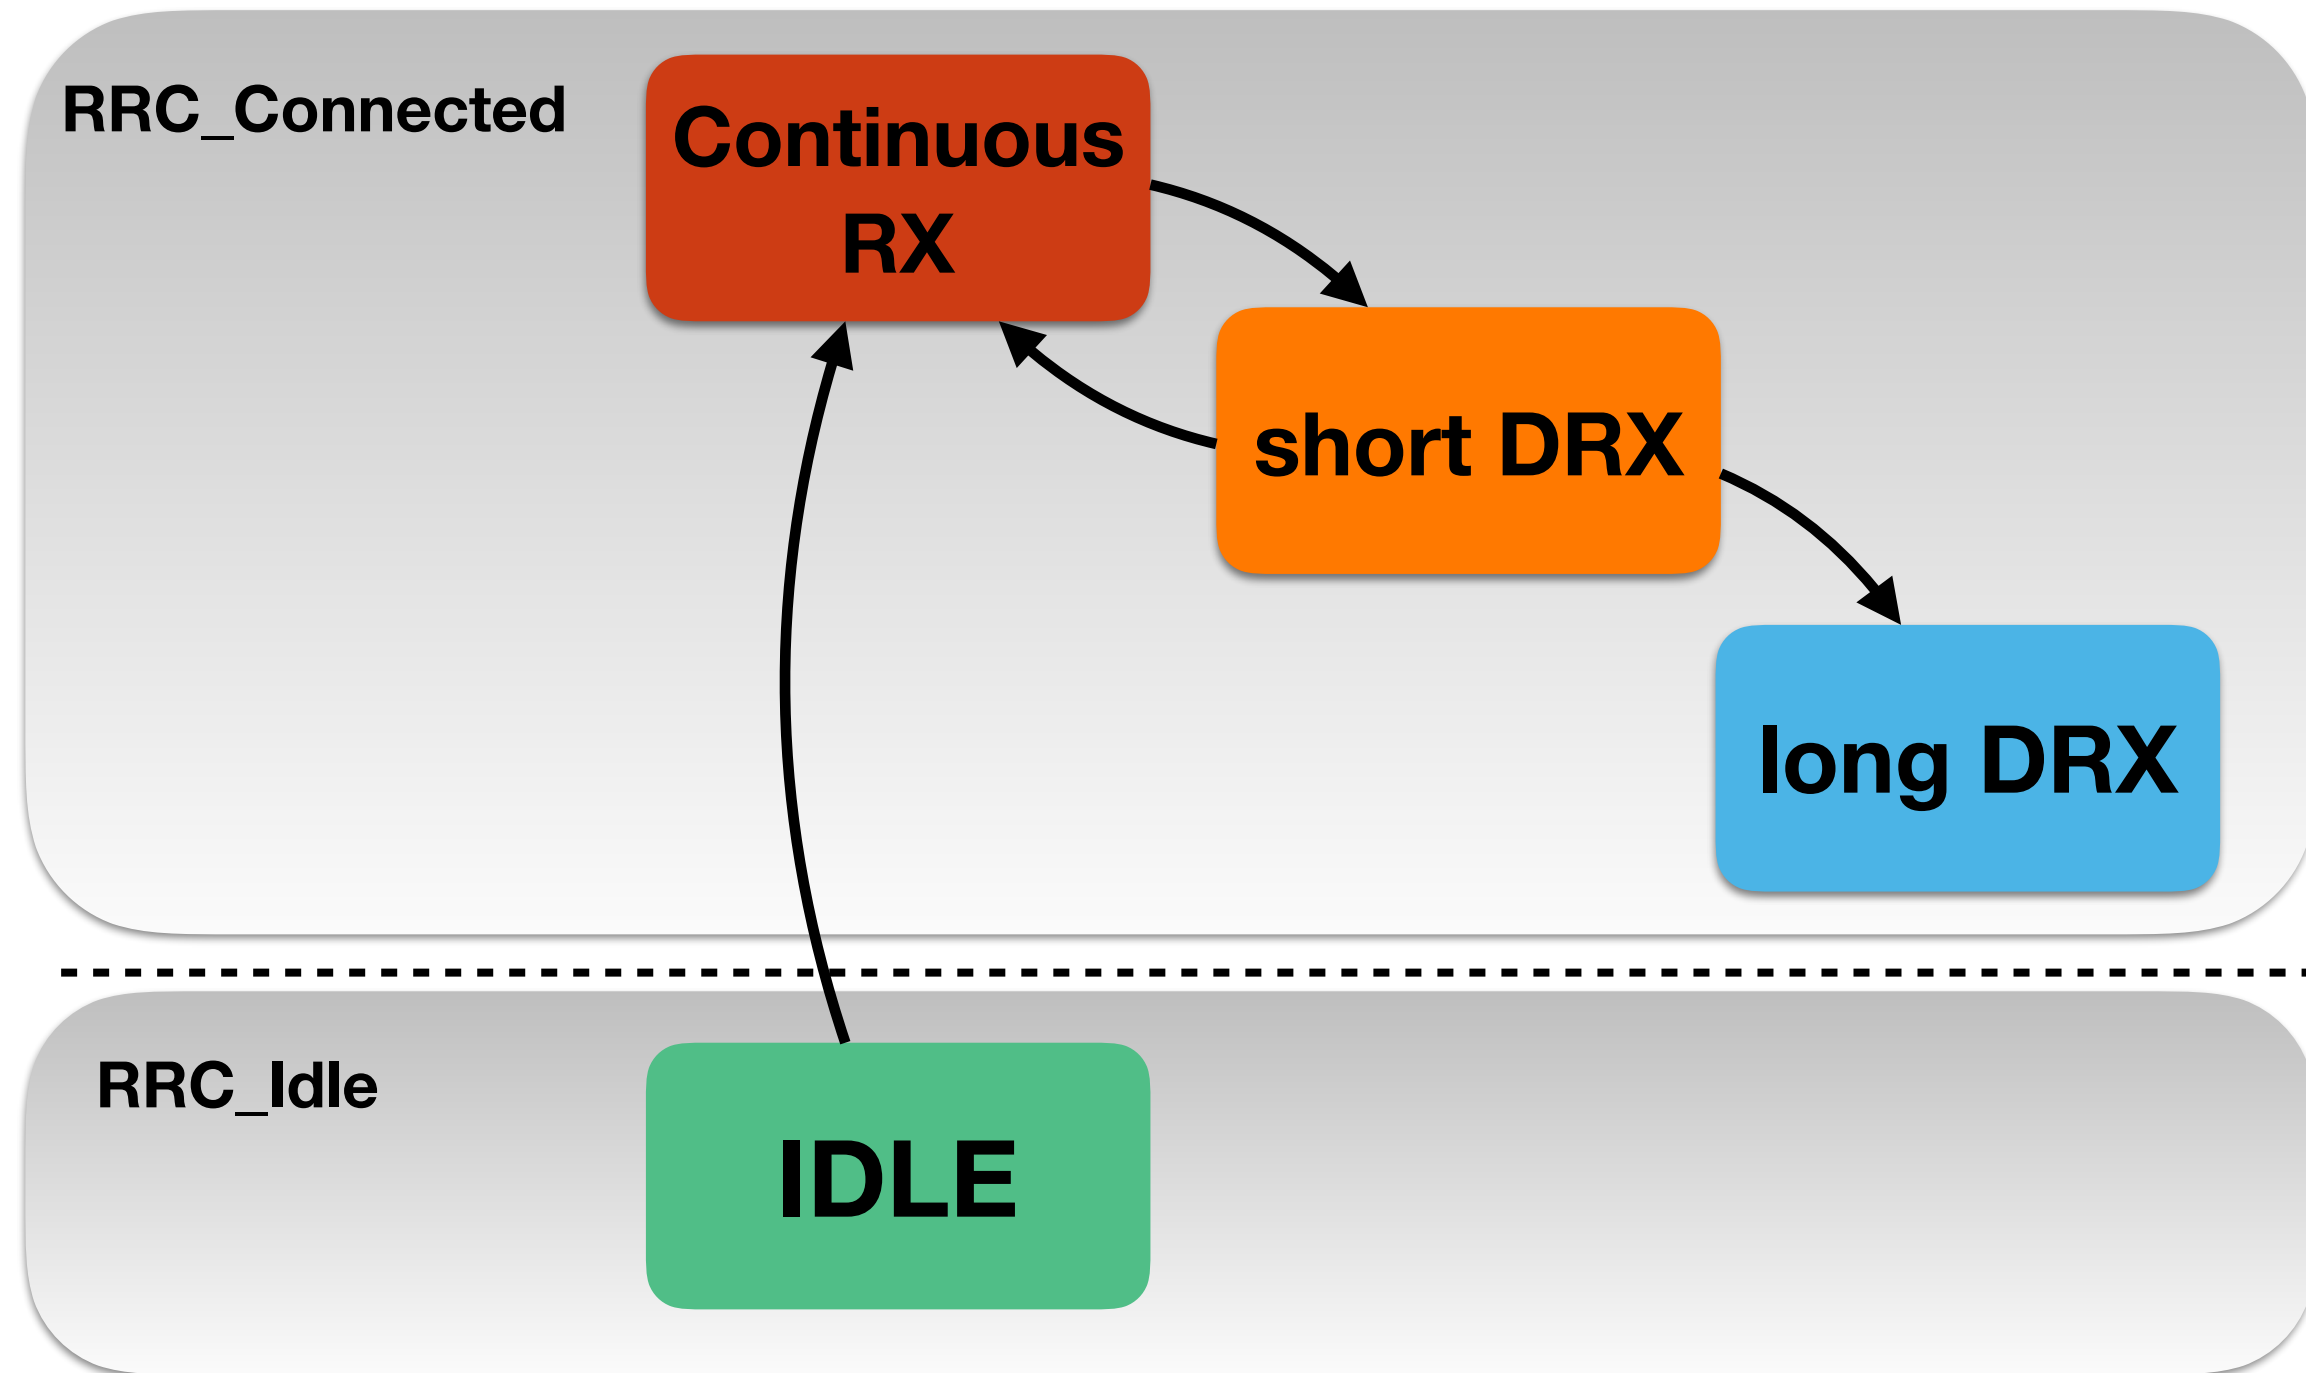 RRC_Connected
Continuous
RX
short DRX
long DRX
RRC_Idle
IDLE